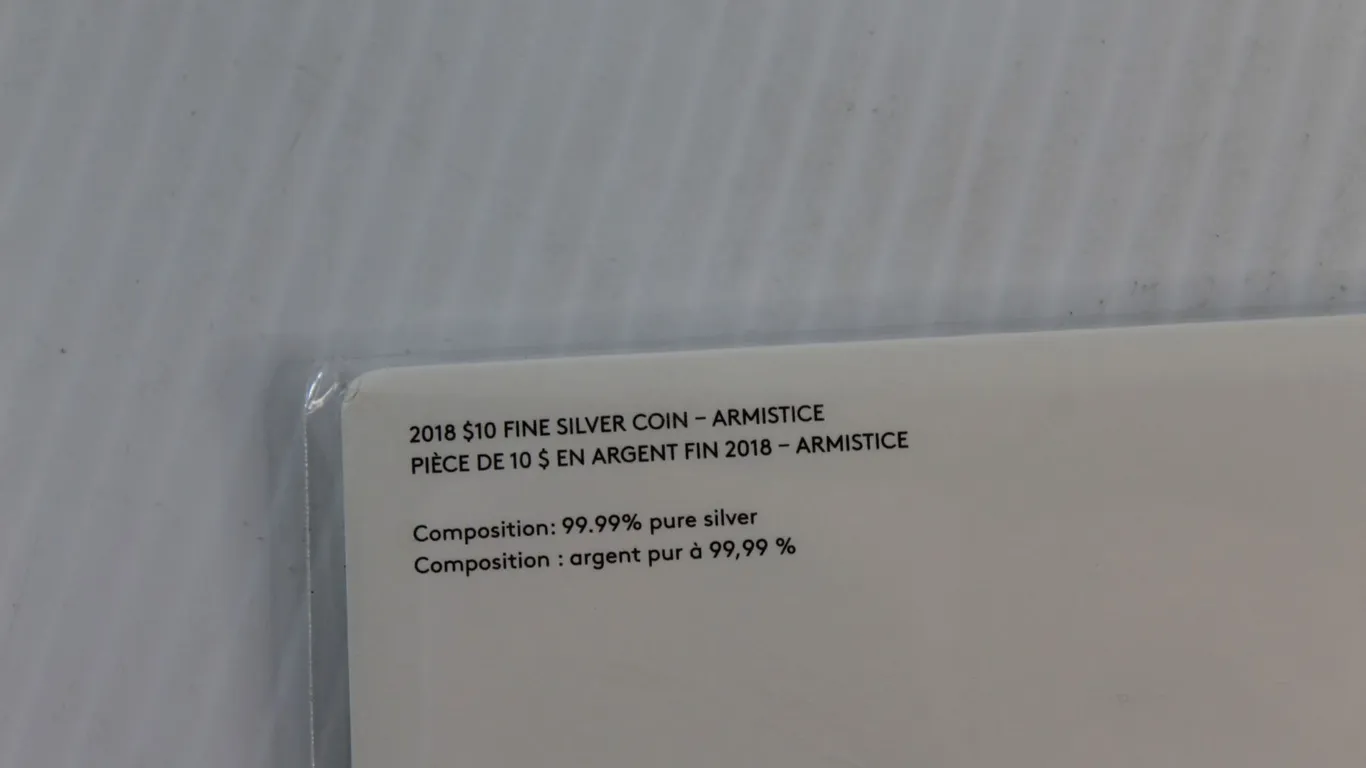 2018 $10 FINE SILVER COIN – ARMISTICE
PIÈCE DE 10 $ EN ARGENT FIN 2018 – ARMISTICE
Composition: 99.99% pure silver
Composition : argent pur à 99,99 %